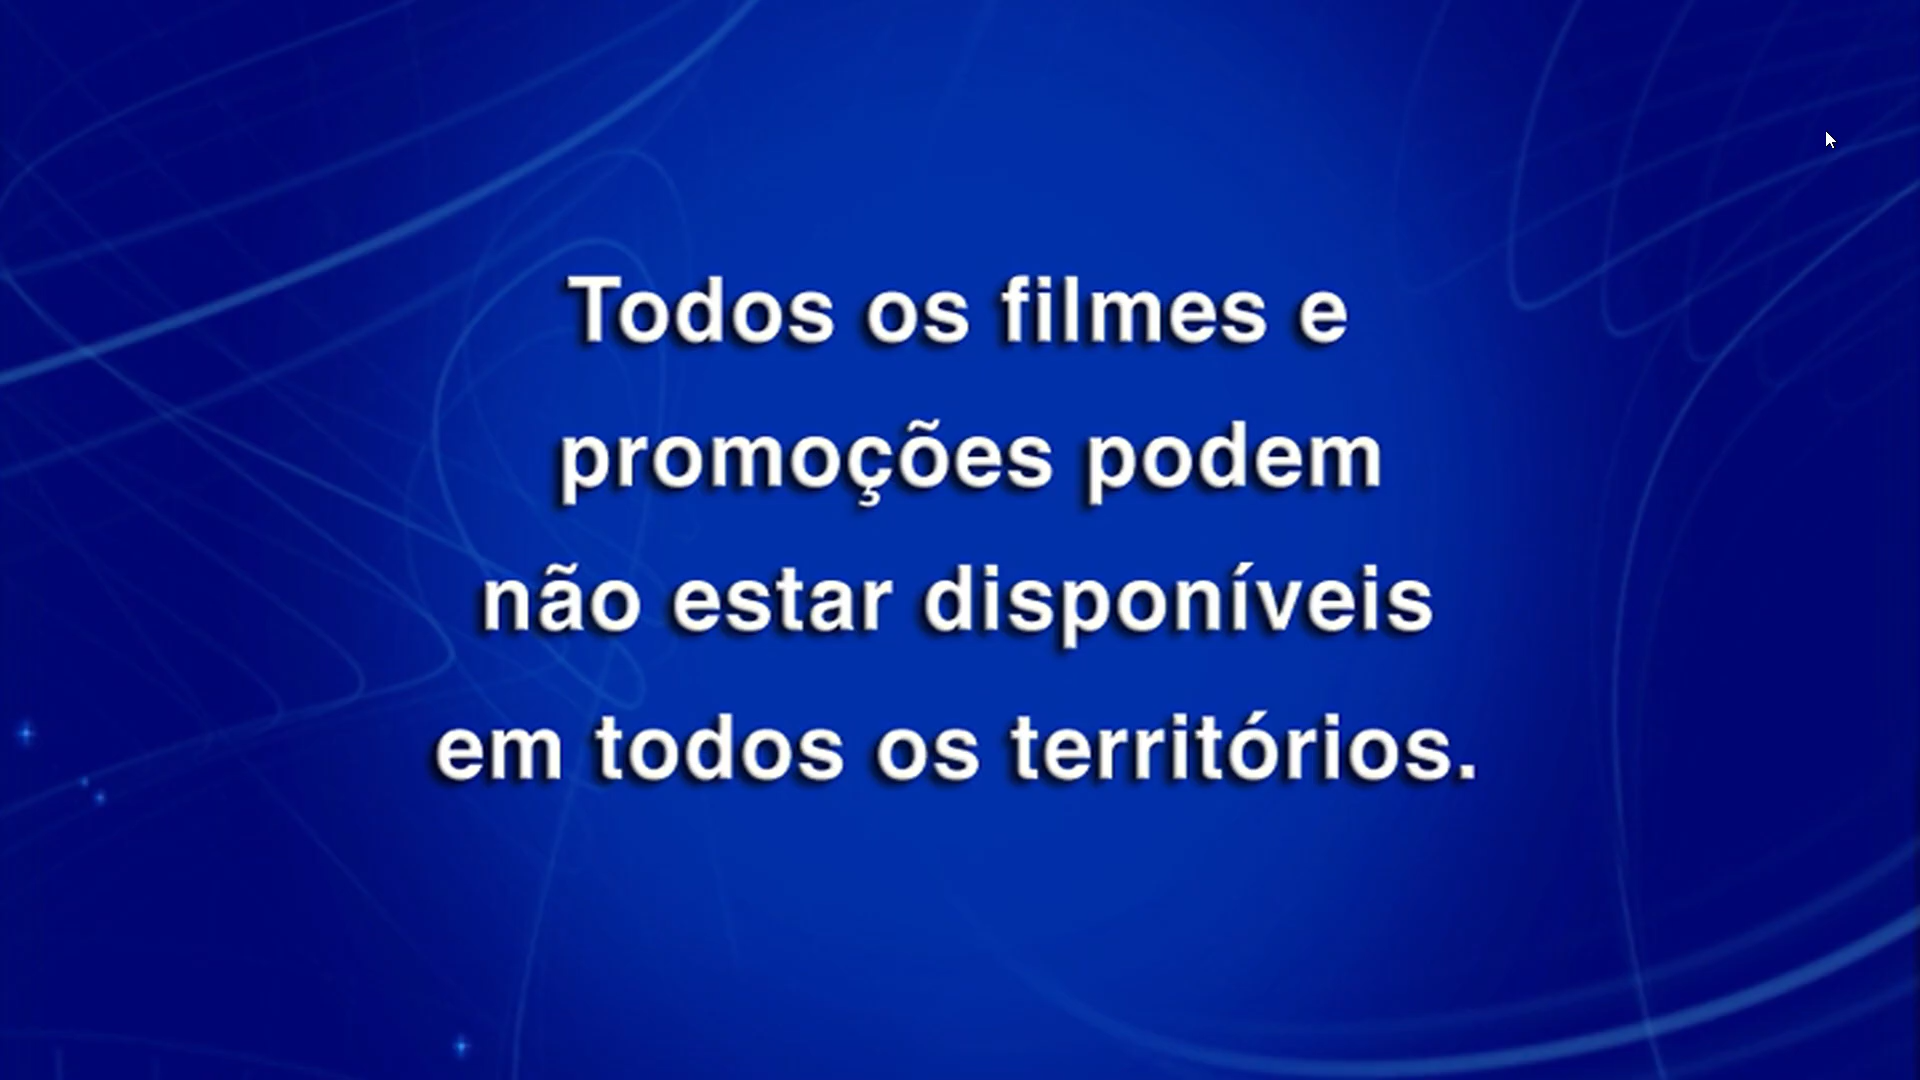 Todos os filmes e
promoções podem
não estar disponíveis
em todos os territórios.